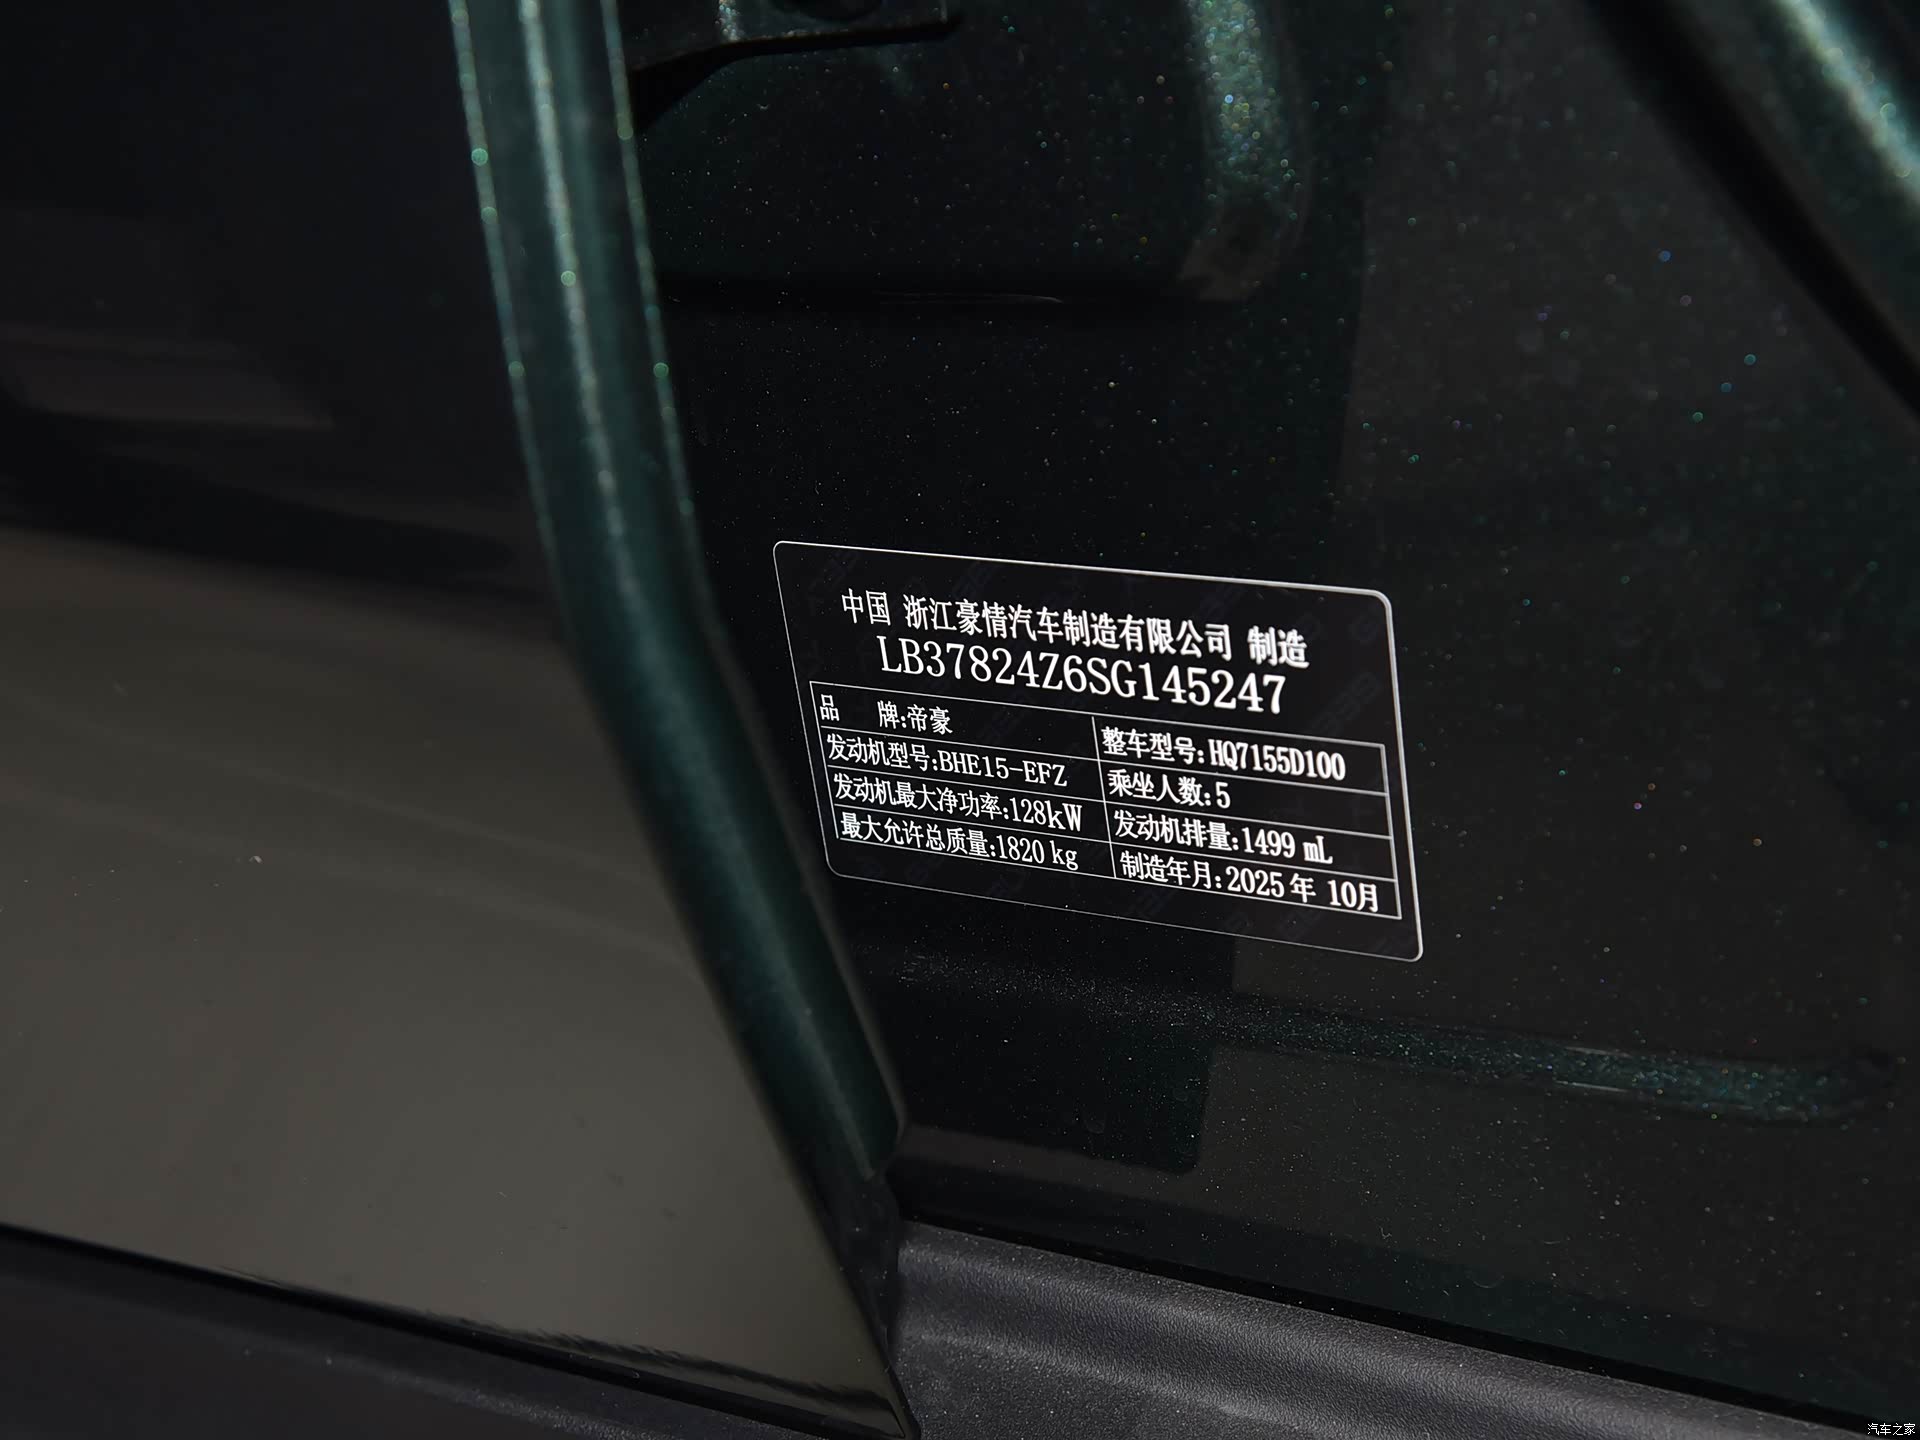 中国 浙江豪情汽车制造有限公司 制造
LB37824Z6SG145247
品 牌:帝豪
整车型号:HQ7155D100
发动机型号:BHE15-EFZ
乘坐人数:5
发动机最大净功率:128kW
发动机排量:1499 mL
最大允许总质量:1820 kg
制造年月:2025年 10月
汽车之家